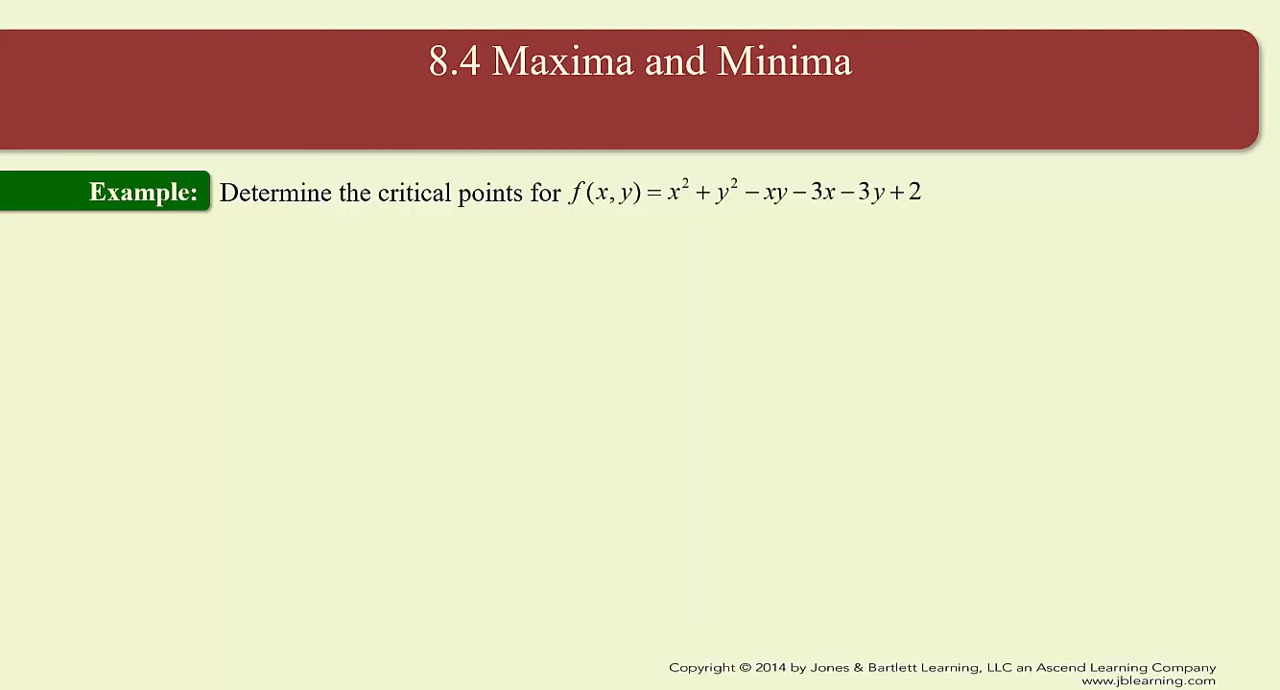 8.4 Maxima and Minima
Example: Determine the critical points for f(x, y) = x² + y² − xy − 3x − 3y + 2
Copyright © 2014 by Jones & Bartlett Learning, LLC an Ascend Learning Company
www.jblearning.com